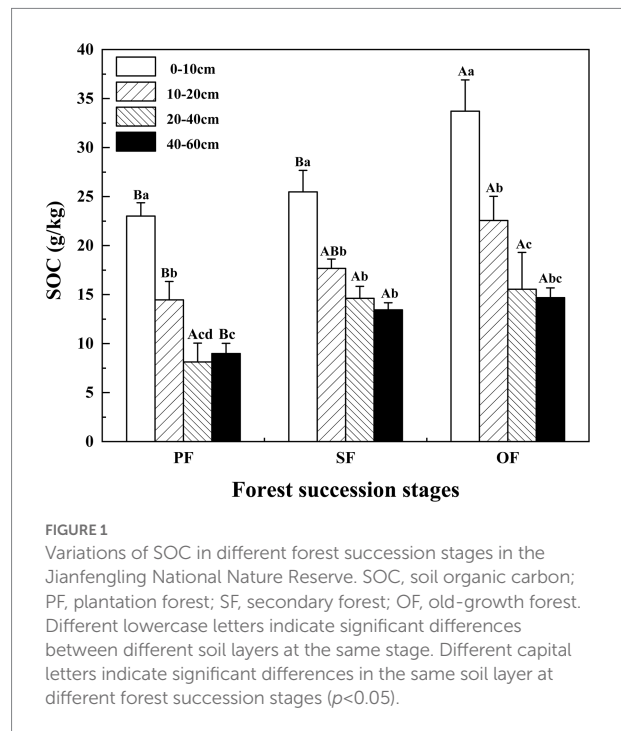 40
35
30
25
20
15
10
5
0
SOC (g/kg)
0-10cm
10-20cm
20-40cm
40-60cm
Ba
Bb
Acd
Bc
Ba
ABb
Ab
Ab
Aa
Ab
Ac
Abc
PF
SF
OF
Forest succession stages
FIGURE 1
Variations of SOC in different forest succession stages in the
Jianfengling National Nature Reserve. SOC, soil organic carbon;
PF, plantation forest; SF, secondary forest; OF, old-growth forest.
Different lowercase letters indicate significant differences
between different soil layers at the same stage. Different capital
letters indicate significant differences in the same soil layer at
different forest succession stages (p<0.05).